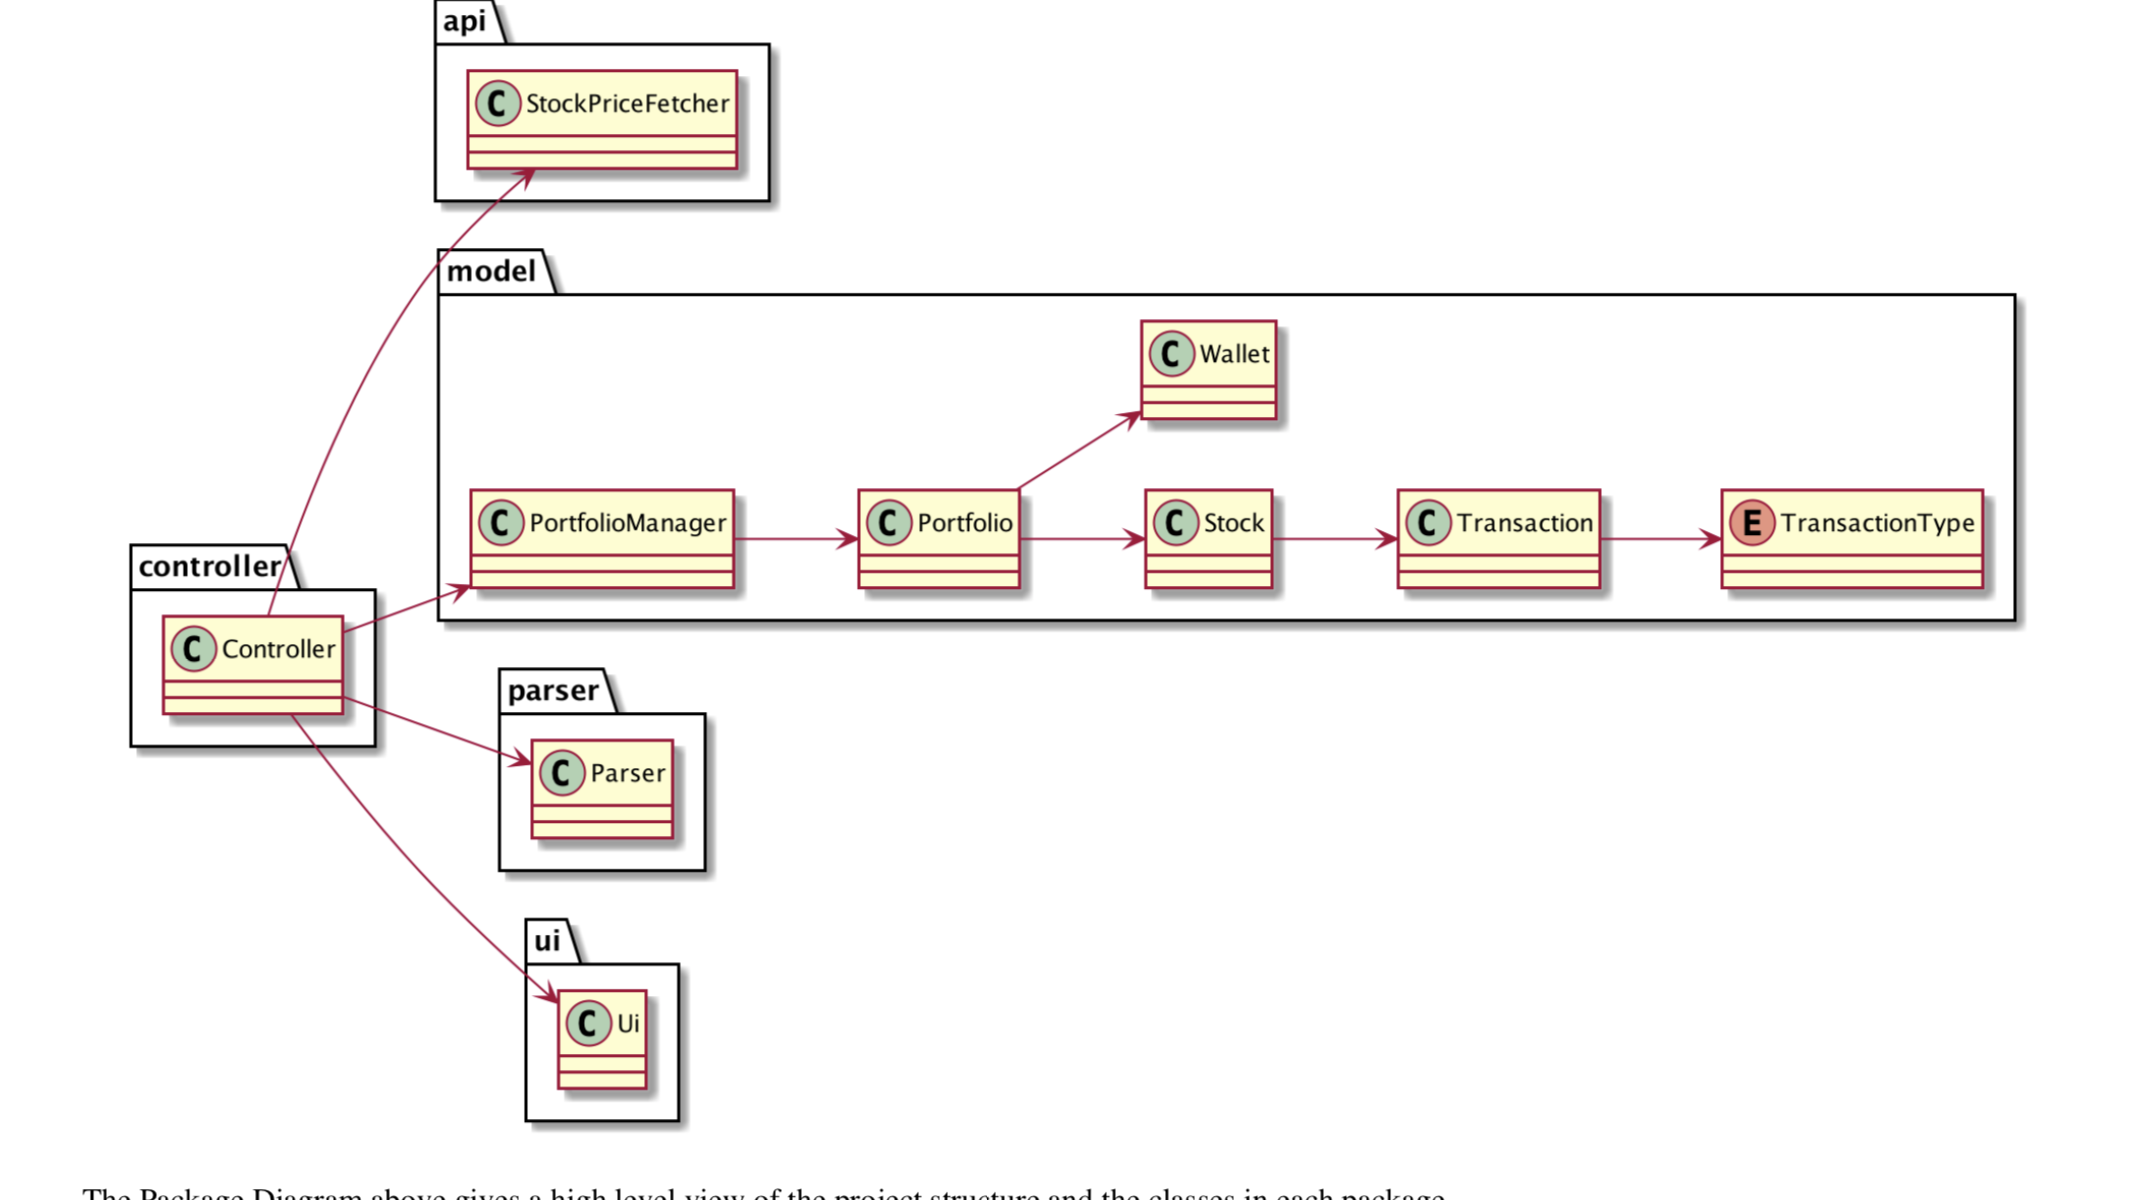 api
C StockPriceFetcher
model
C Wallet
C PortfolioManager
C Portfolio
C Stock
C Transaction
E TransactionType
controller
C Controller
parser
C Parser
ui
C Ui
The Package Diagram above gives a high level view of the project structure and the classes in each package